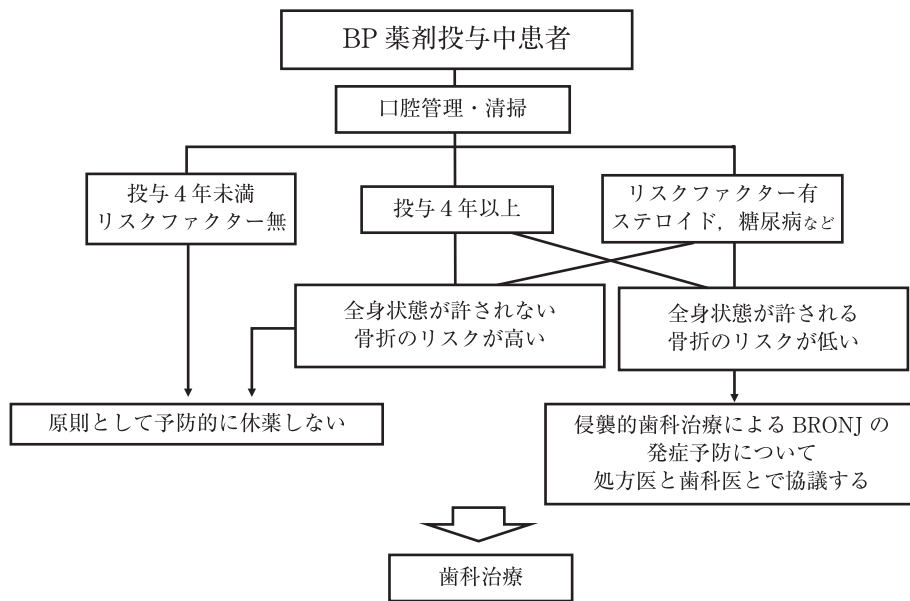 BP 薬剤投与中患者
口腔管理・清掃
投与４年未満
リスクファクター無
投与４年以上
リスクファクター有
ステロイド，糖尿病など
全身状態が許されない
骨折のリスクが高い
全身状態が許される
骨折のリスクが低い
原則として予防的に休薬しない
侵襲的歯科治療による BRONJ の
発症予防について
処方医と歯科医とで協議する
歯科治療